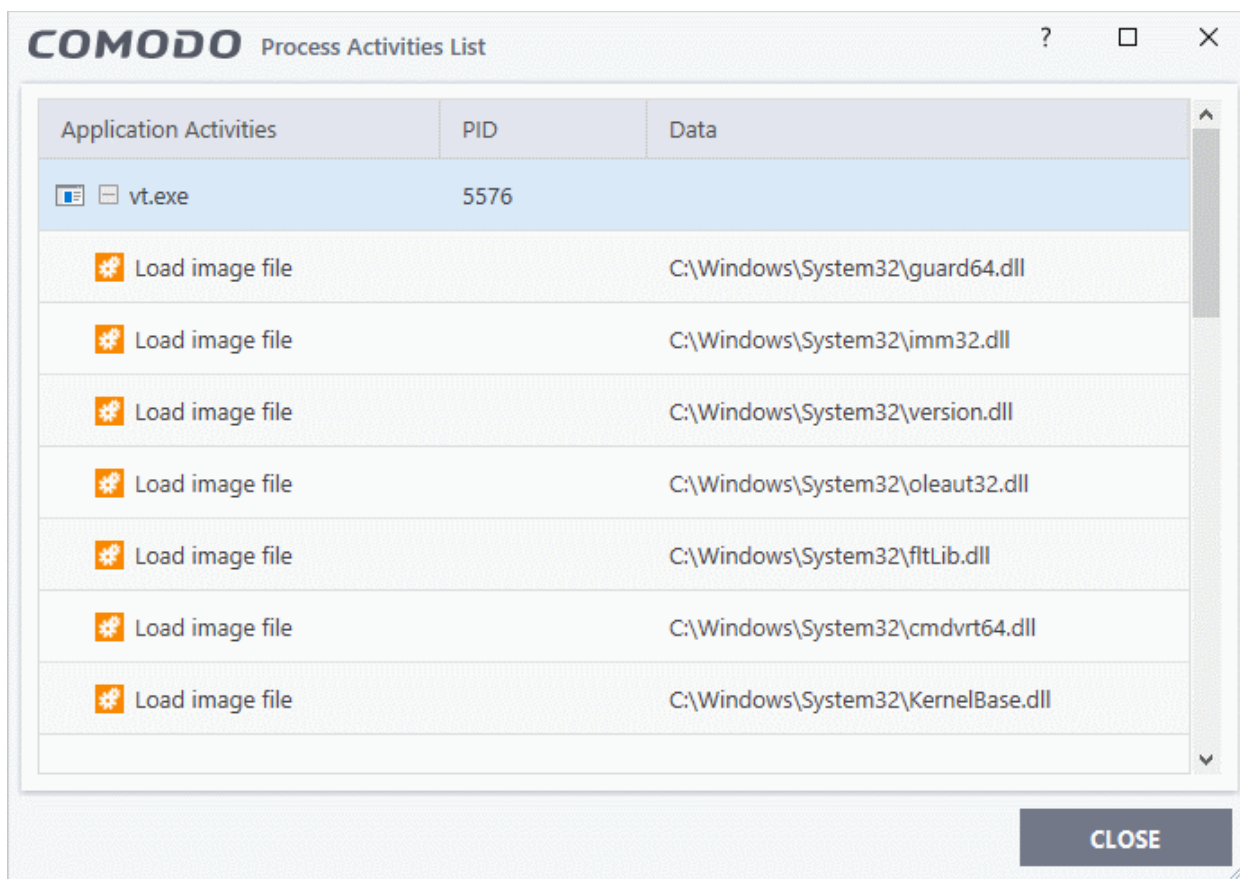 COMODO Process Activities List ?
Application Activities PID Data
vt.exe 5576
Load image file C:\Windows\System32\guard64.dll
Load image file C:\Windows\System32\imm32.dll
Load image file C:\Windows\System32\version.dll
Load image file C:\Windows\System32\oleaut32.dll
Load image file C:\Windows\System32\fltLib.dll
Load image file C:\Windows\System32\cmdvrt64.dll
Load image file C:\Windows\System32\KernelBase.dll
CLOSE